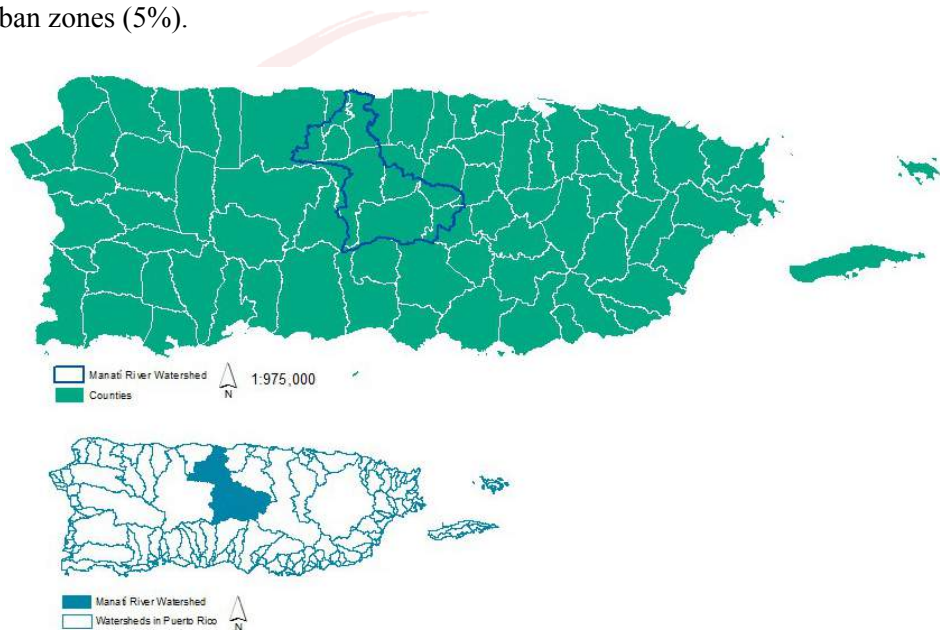 ban zones (5%).
Manatí River Watershed
N
1:975,000
Counties
Manatí River Watershed
Watersheds in Puerto Rico
N